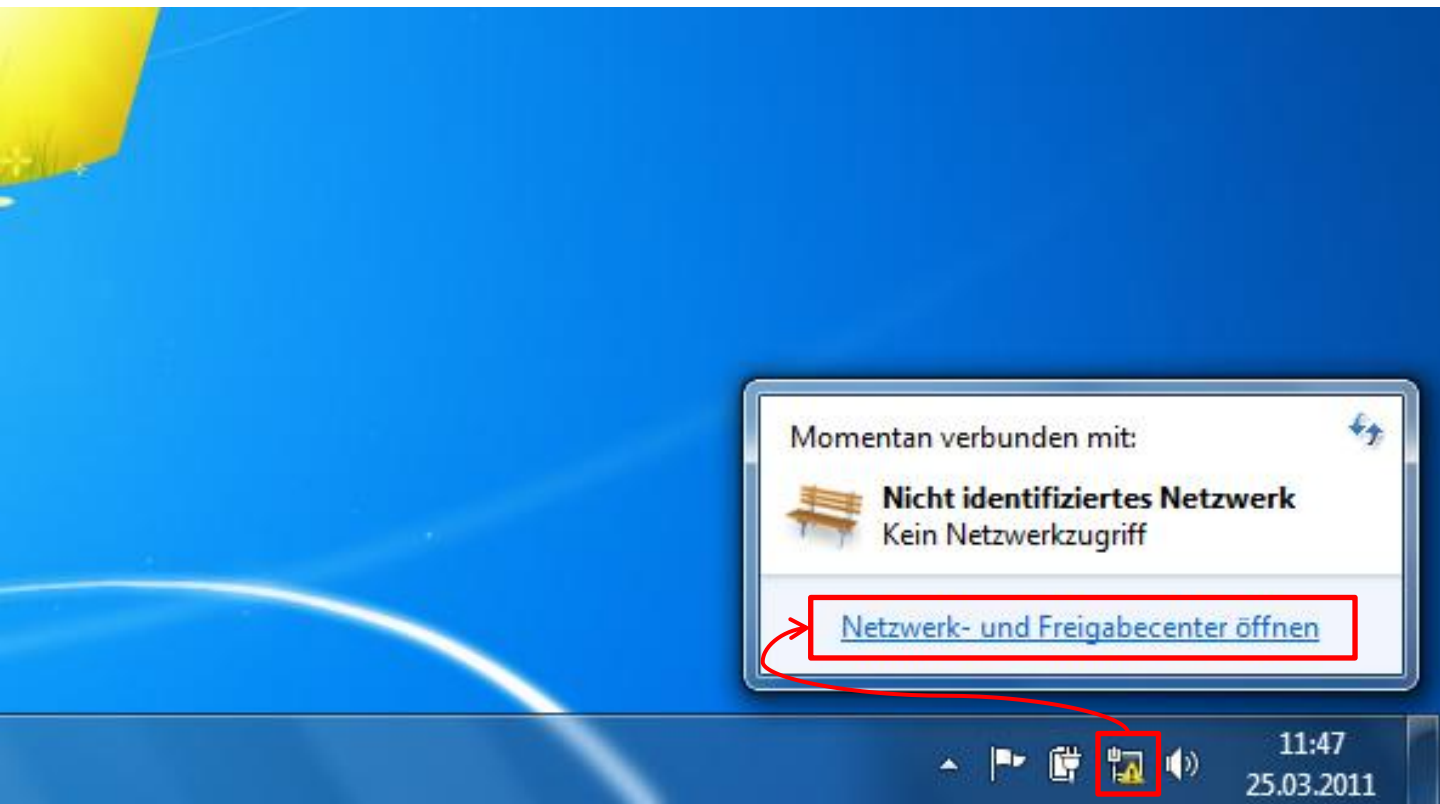 Momentan verbunden mit:
Nicht identifiziertes Netzwerk
Kein Netzwerkzugriff
Netzwerk- und Freigabecenter öffnen
11:47
25.03.2011